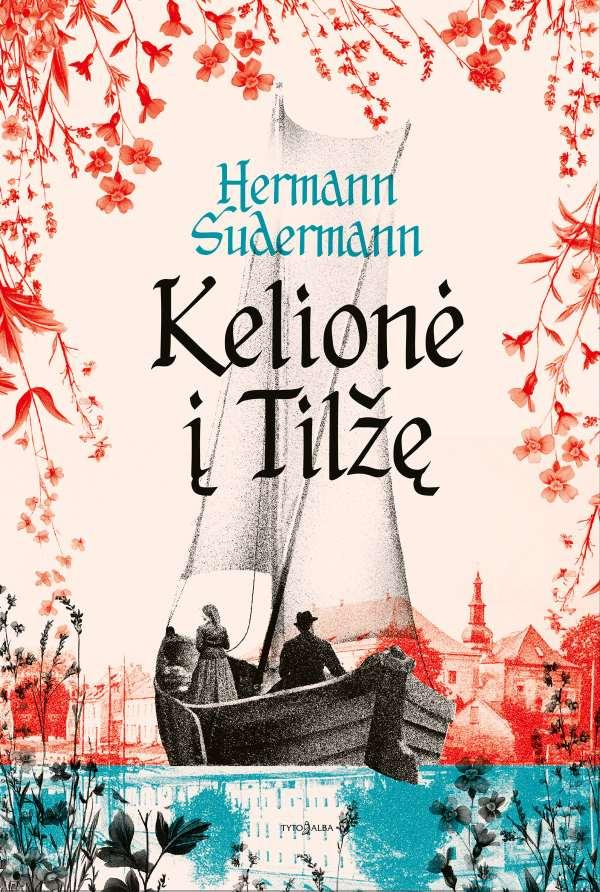 Hermann
Sudermann
Kelionė
į Tilžę
TYTO ALBA